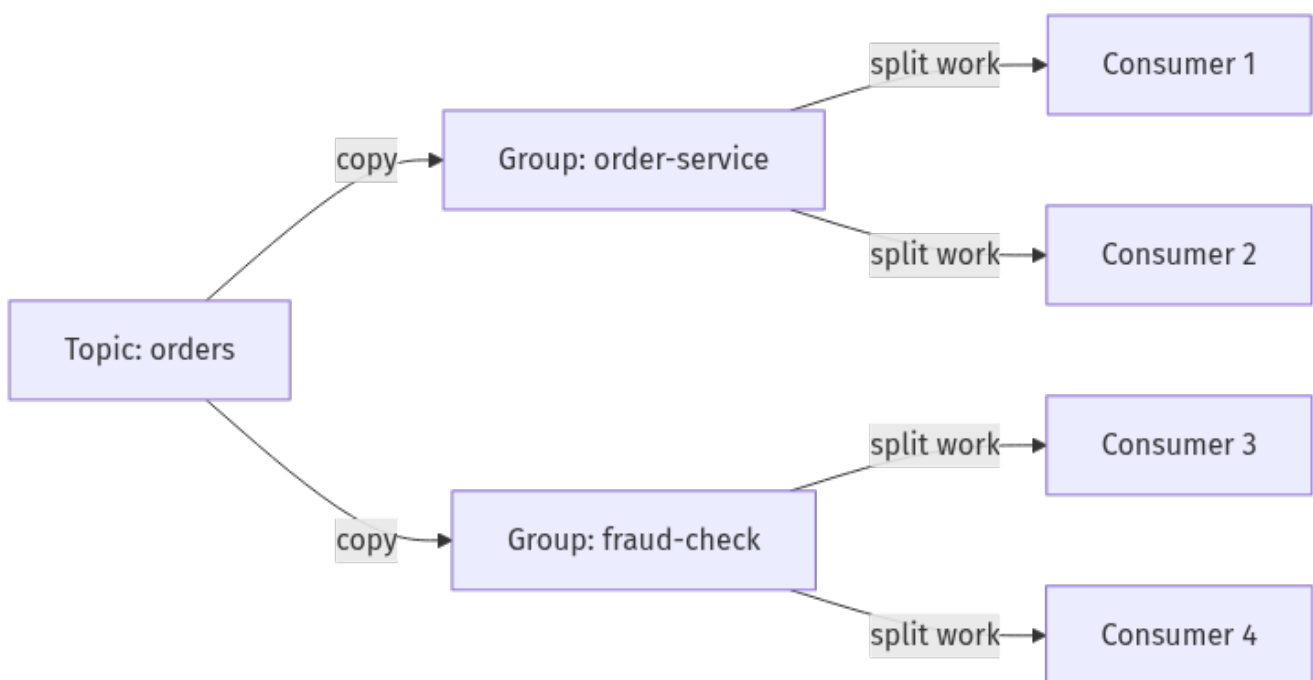 split work
Consumer 1
copy
Group: order-service
split work
Consumer 2
Topic: orders
split work
Consumer 3
copy
Group: fraud-check
split work
Consumer 4